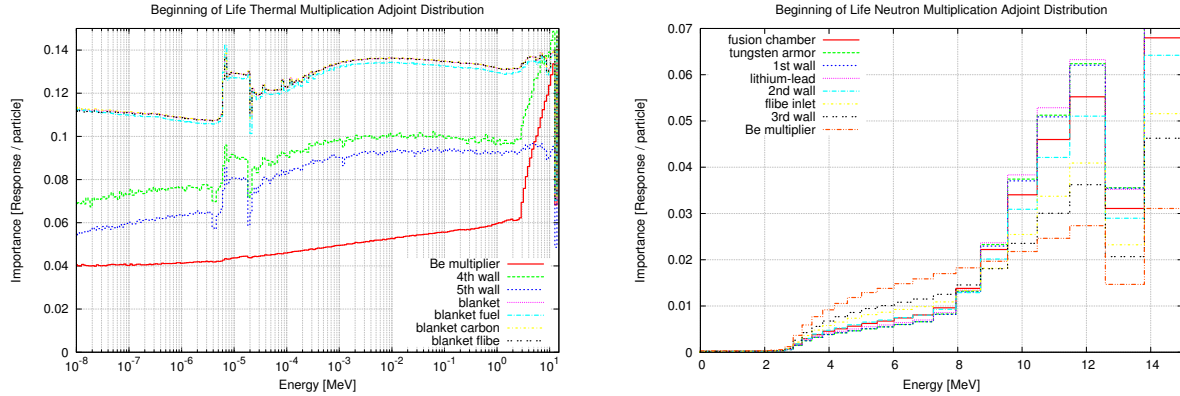 Beginning of Life Thermal Multiplication Adjoint Distribution
Importance [Response / particle]
0.14
0.12
0.1
0.08
0.06
0.04
0.02
0
10^-8 10^-7 10^-6 10^-5 10^-4 10^-3 10^-2 10^-1 10^0 10^1
Energy [MeV]
Be multiplier
4th wall
5th wall
blanket
blanket fuel
blanket carbon
blanket flibe
Beginning of Life Neutron Multiplication Adjoint Distribution
Importance [Response / particle]
0.07
0.06
0.05
0.04
0.03
0.02
0.01
0
0 2 4 6 8 10 12 14
Energy [MeV]
fusion chamber
tungsten armor
1st wall
lithium-lead
2nd wall
flibe inlet
3rd wall
Be multiplier